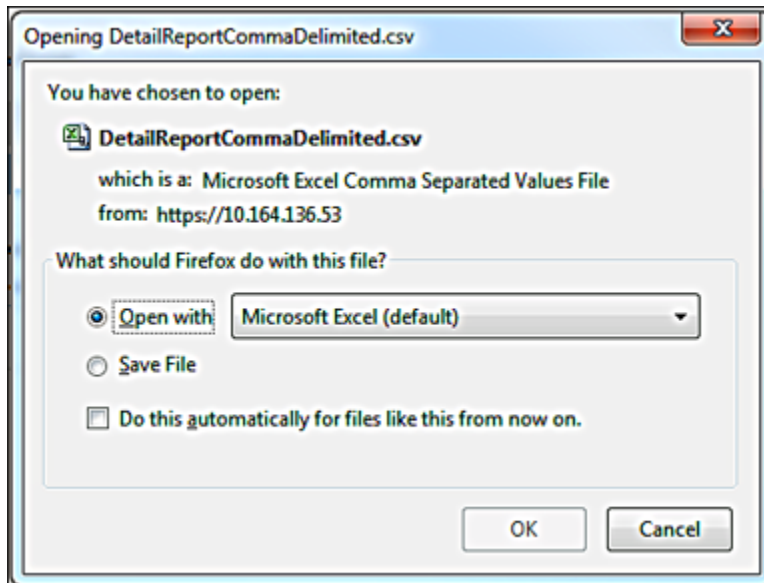 Opening DetailReportCommaDelimited.csv
You have chosen to open:
DetailReportCommaDelimited.csv
which is a: Microsoft Excel Comma Separated Values File
from: https://10.164.136.53
What should Firefox do with this file?
Open with Microsoft Excel (default)
Save File
Do this automatically for files like this from now on.
OK Cancel